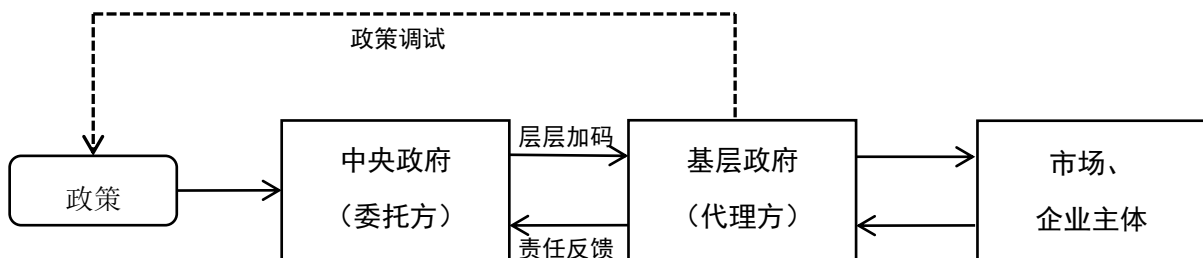 政策调试
政策
中央政府
（委托方）
层层加码
责任反馈
基层政府
（代理方）
市场、
企业主体